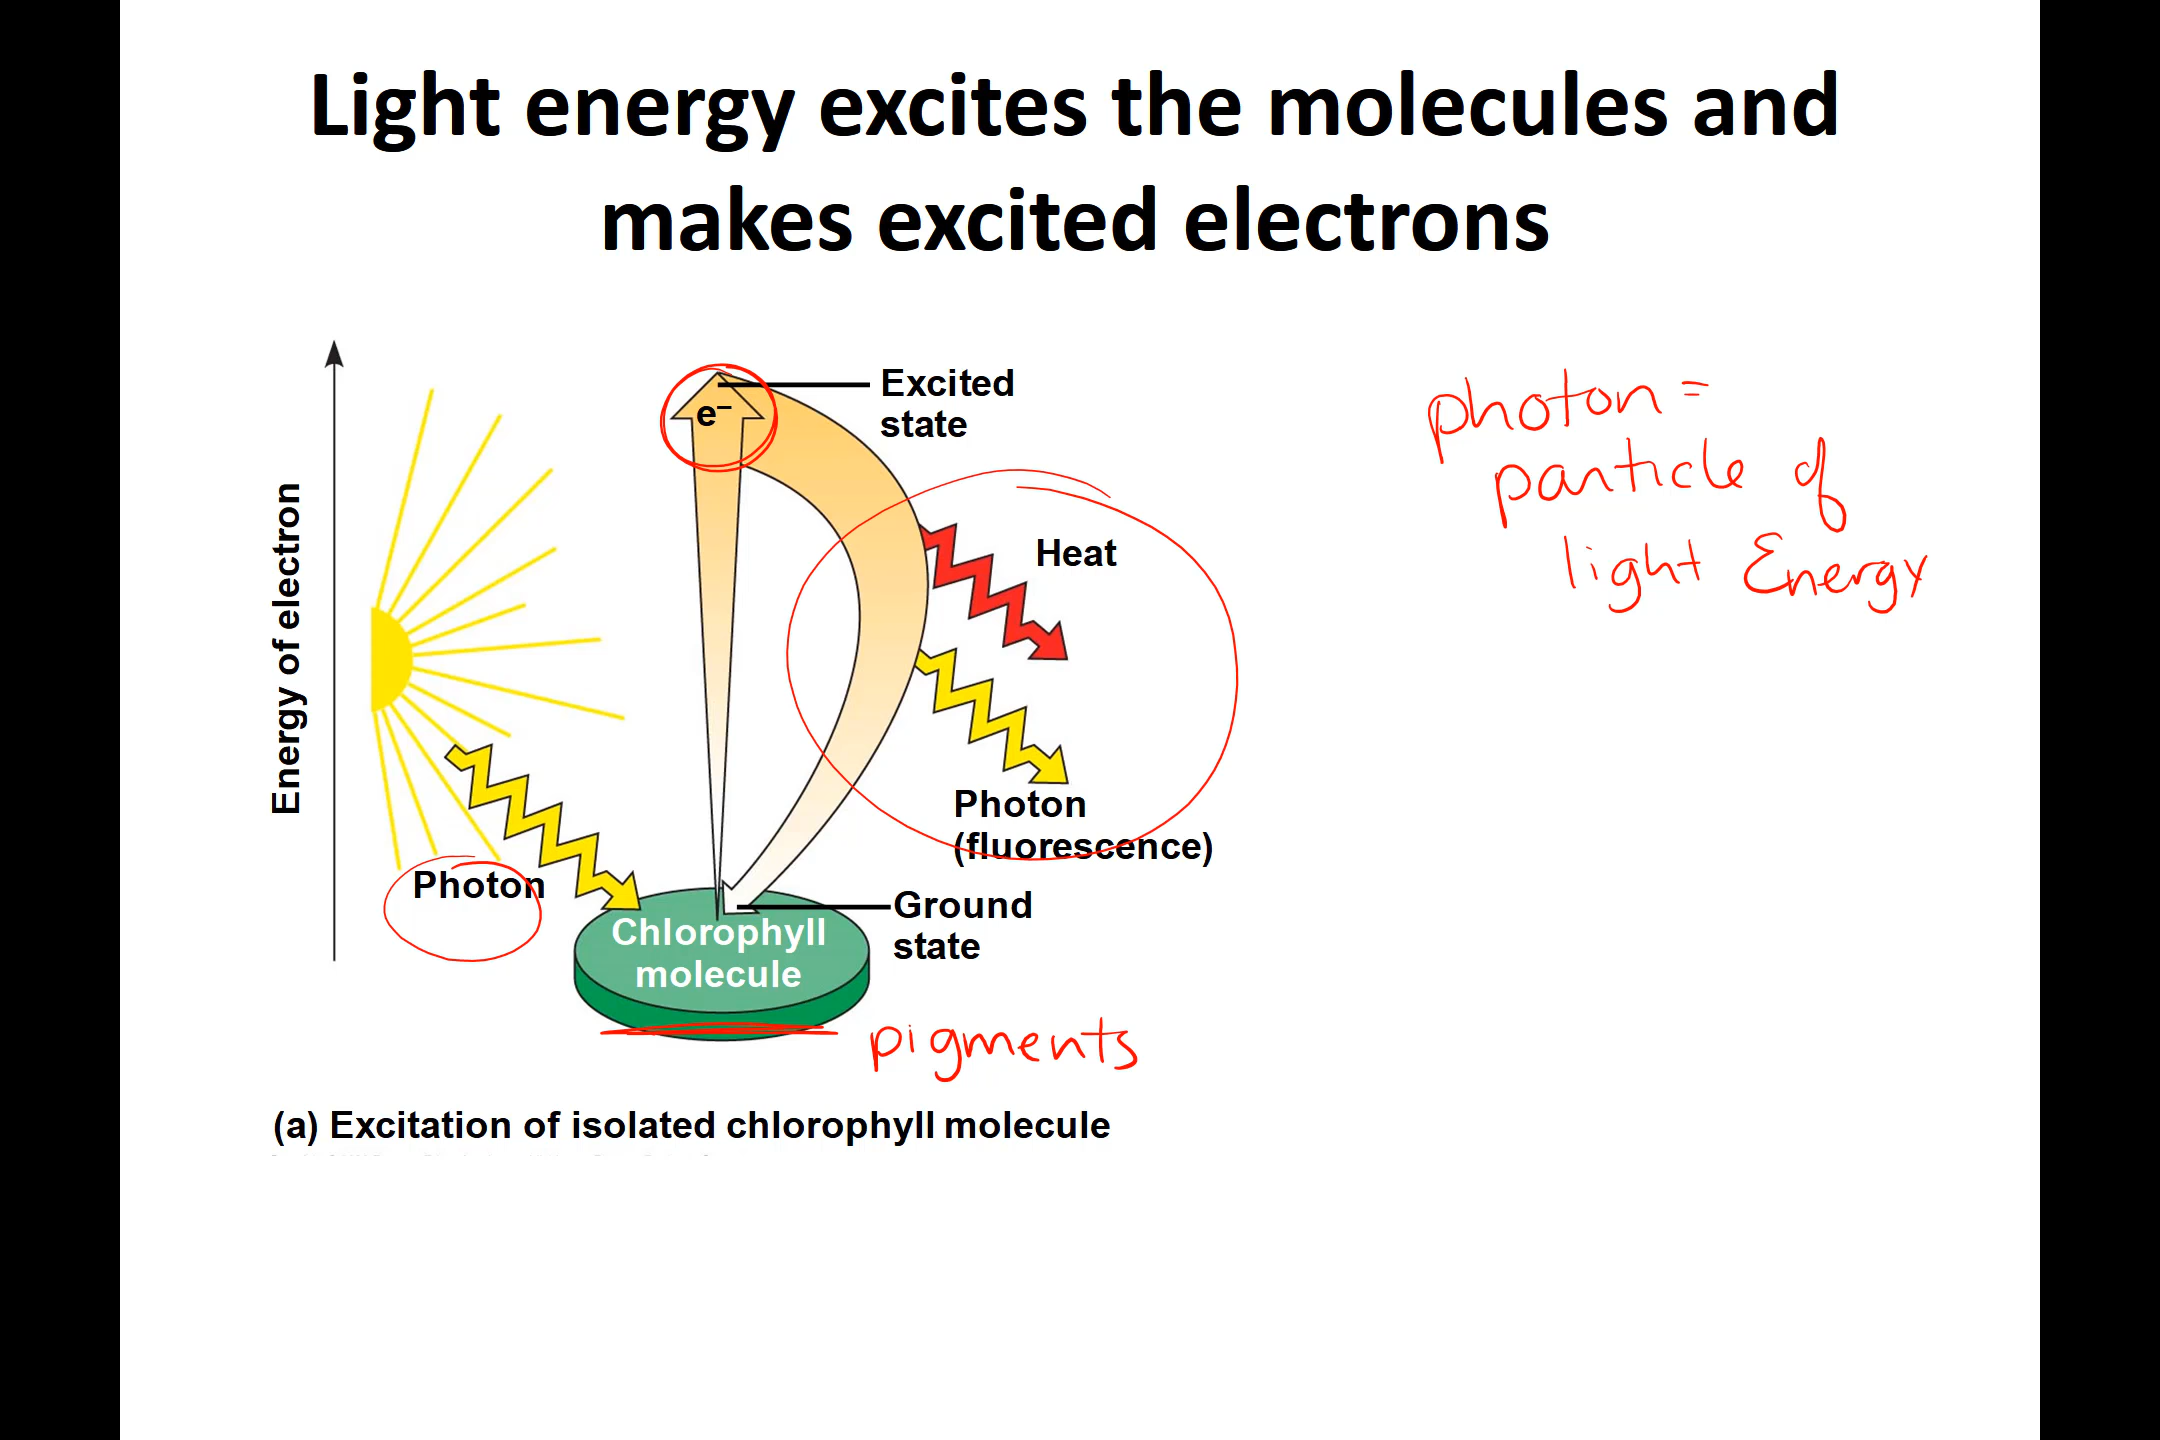 Light energy excites the molecules and
makes excited electrons
Energy of electron
e–
Excited
state
Heat
Photon
(fluorescence)
Photon
Chlorophyll
molecule
Ground
state
pigments
(a) Excitation of isolated chlorophyll molecule
photon =
particle of
light Energy